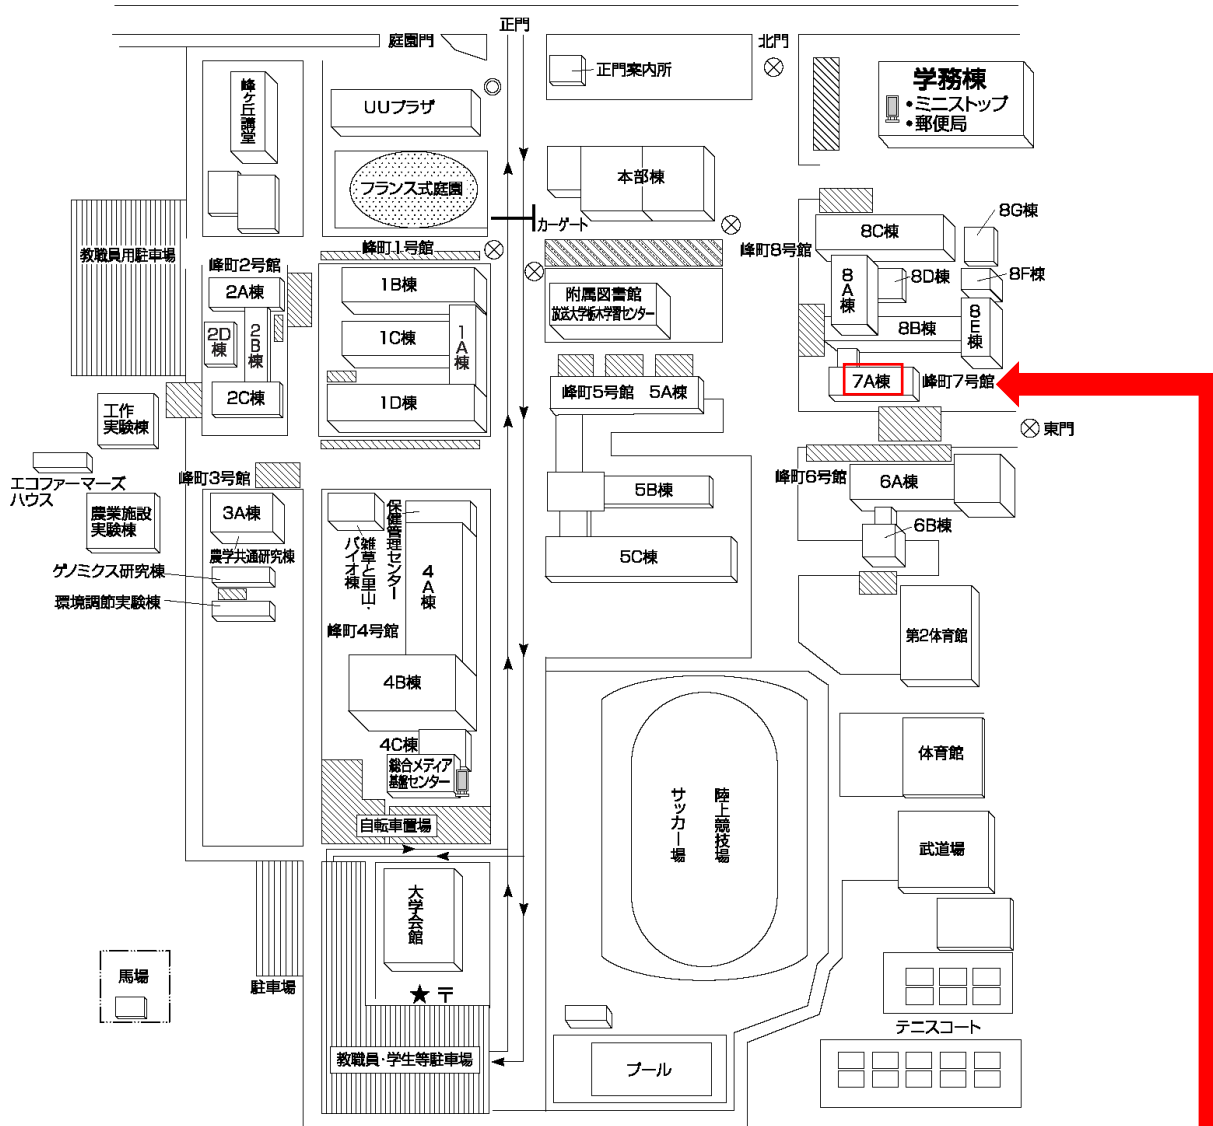 正門
庭園門
北門
正門案内所
学務棟
・ミニストップ
・郵便局
峰ヶ丘講堂
UUプラザ
フランス式庭園
本部棟
カーゲート
教職員用駐車場
峰町1号館
峰町2号館
2A棟
2B棟
2D棟
2C棟
1B棟
1C棟
1A棟
1D棟
附属図書館
放送大学栃木学習センター
峰町8号館
8C棟
8G棟
8A棟
8D棟
8F棟
8B棟
8E棟
7A棟
峰町7号館
峰町5号館
5A棟
東門
工作
実験棟
エコファーマーズ
ハウス
農業施設
実験棟
峰町3号館
3A棟
農学共通研究棟
ゲノミクス研究棟
環境調節実験棟
保健管理センター
雑草と里山・
バイオ棟
4A棟
峰町4号館
4B棟
4C棟
総合メディア
基盤センター
自転車置場
5B棟
5C棟
峰町6号館
6A棟
6B棟
第2体育館
体育館
武道場
陸上競技場
サッカー場
大学会館
★ 〒
馬場
駐車場
教職員・学生等駐車場
プール
テニスコート